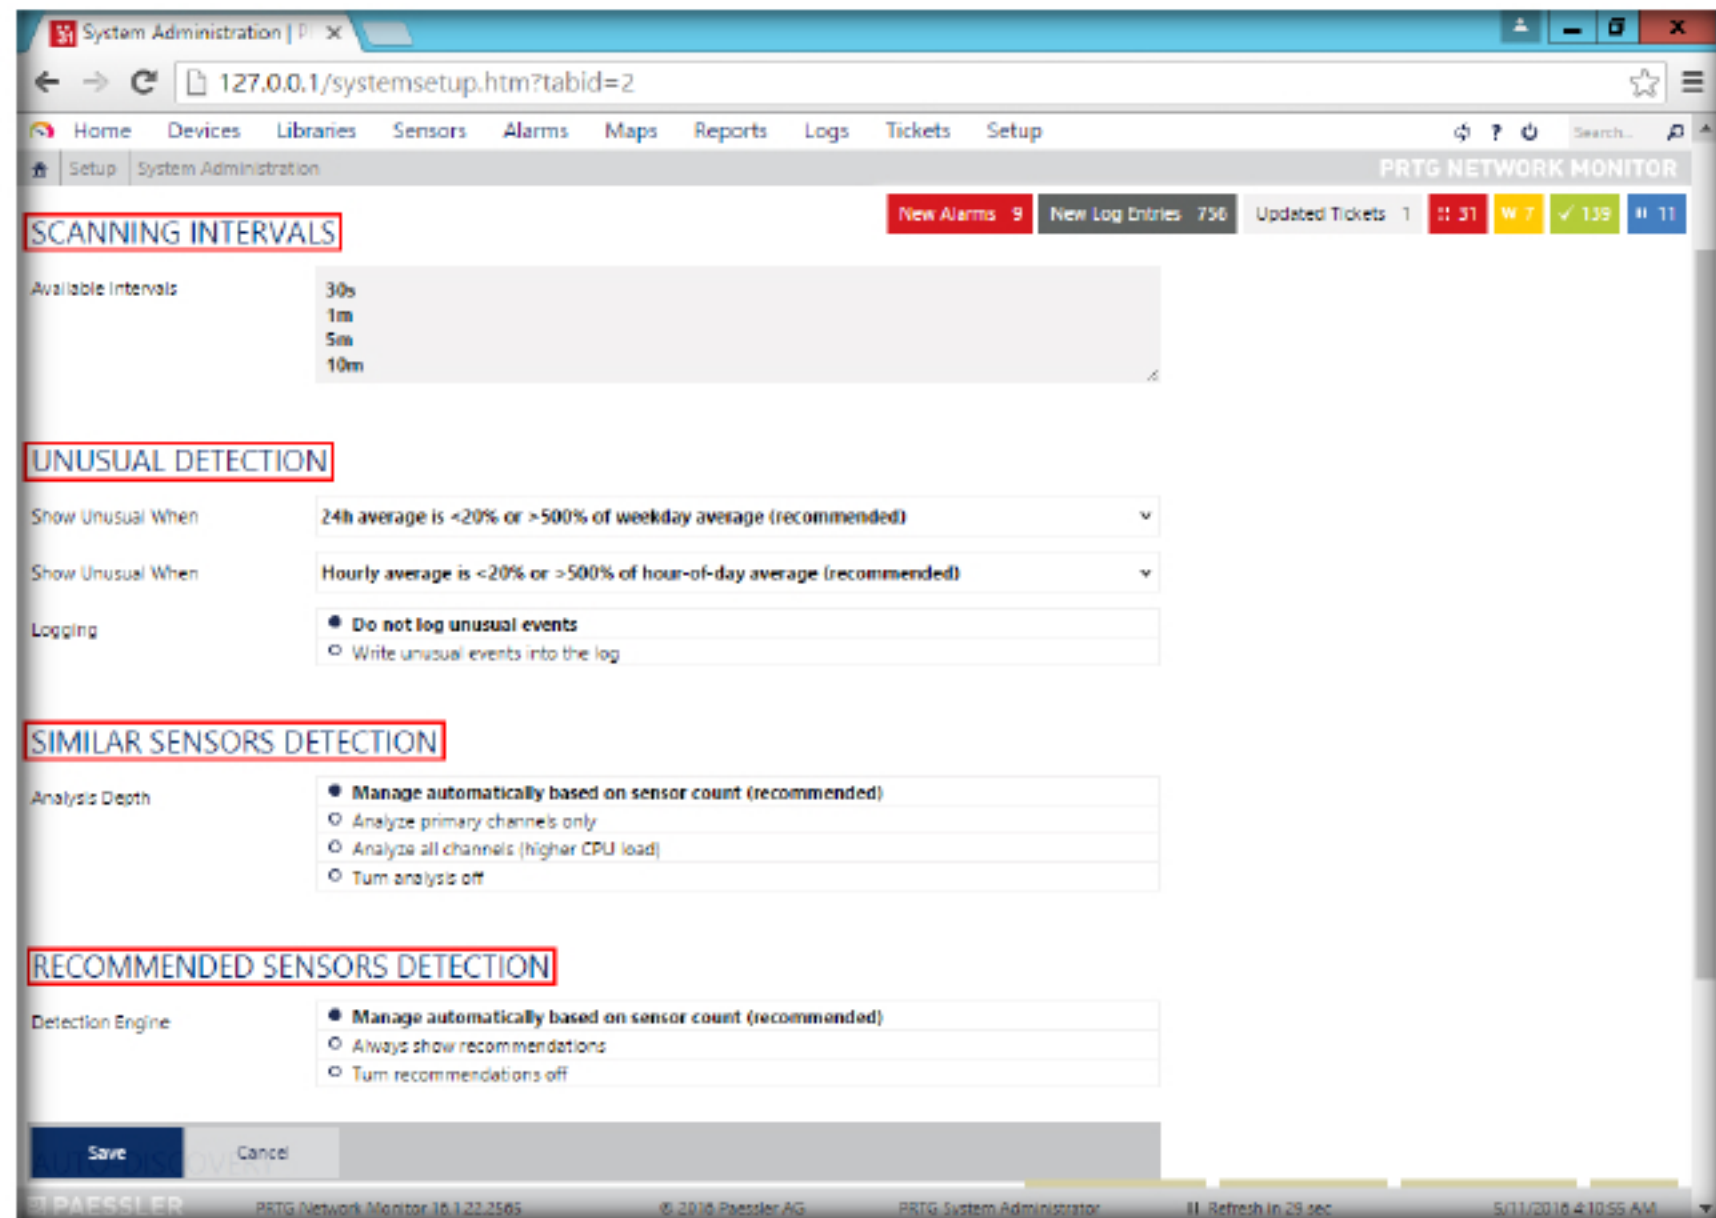 System Administration | P
127.0.0.1/systemsetup.htm?tabid=2
Home Devices Libraries Sensors Alarms Maps Reports Logs Tickets Setup ? Search...
Setup System Administration PRTG NETWORK MONITOR
New Alarms 9 New Log Entries 756 Updated Tickets 1 !! 31 W 7 ✓ 139 11
SCANNING INTERVALS
Available Intervals
30s
1m
5m
10m
UNUSUAL DETECTION
Show Unusual When 24h average is <20% or >500% of weekday average (recommended)
Show Unusual When Hourly average is <20% or >500% of hour-of-day average (recommended)
Logging
Do not log unusual events
Write unusual events into the log
SIMILAR SENSORS DETECTION
Analysis Depth
Manage automatically based on sensor count (recommended)
Analyze primary channels only
Analyze all channels (higher CPU load)
Turn analysis off
RECOMMENDED SENSORS DETECTION
Detection Engine
Manage automatically based on sensor count (recommended)
Always show recommendations
Turn recommendations off
Save Cancel
AUTO-DISCOVERY
PAESSLER PRTG Network Monitor 16.1.22.2565 © 2016 Paessler AG PRTG System Administrator Refresh in 29 sec 5/11/2016 4:10:55 AM